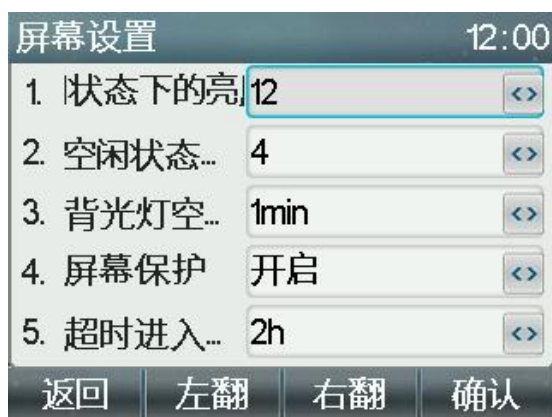 屏幕设置 12:00
1. 状态下的亮 12
2. 空闲状态... 4
3. 背光灯空... 1min
4. 屏幕保护 开启
5. 超时进入... 2h
返回 左翻 右翻 确认